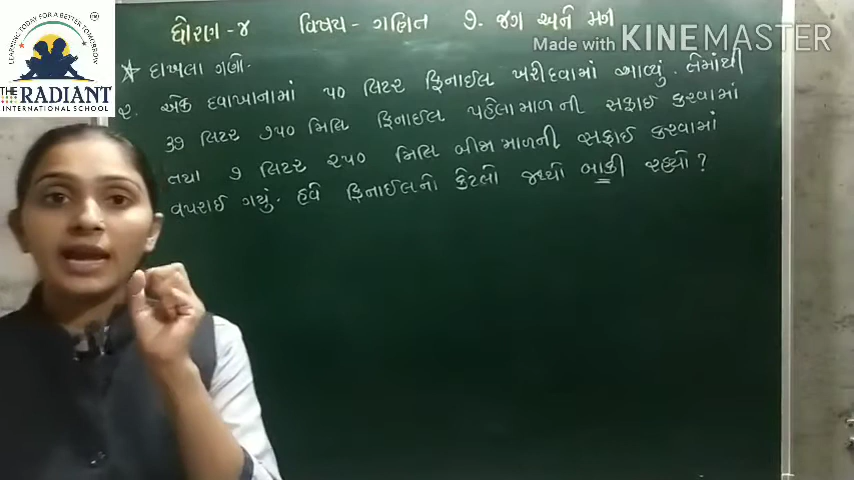 LEARNING TODAY FOR A BETTER TOMORROW
TM
THE RADIANT
INTERNATIONAL SCHOOL
ધોરણ-૪ વિષય- ગણિત ૭. જગ અને મગ
Made with KINEMASTER
★ દાખલા ગણો.
૨. એક દવાખાનામાં ૫૦ લિટર ફિનાઈલ ખરીદવામાં આવ્યું. તેમાંથી
૩૭ લિટર ૭૫૦ મિલિ ફિનાઈલ પહેલા માળ ની સફાઈ કરવામાં
તથા ૭ લિટર ૨૫૦ મિલિ બીજા માળની સફાઈ કરવામાં
વપરાઈ ગયું. હવે ફિનાઈલનો કેટલો જથ્થો બાકી રહ્યો?